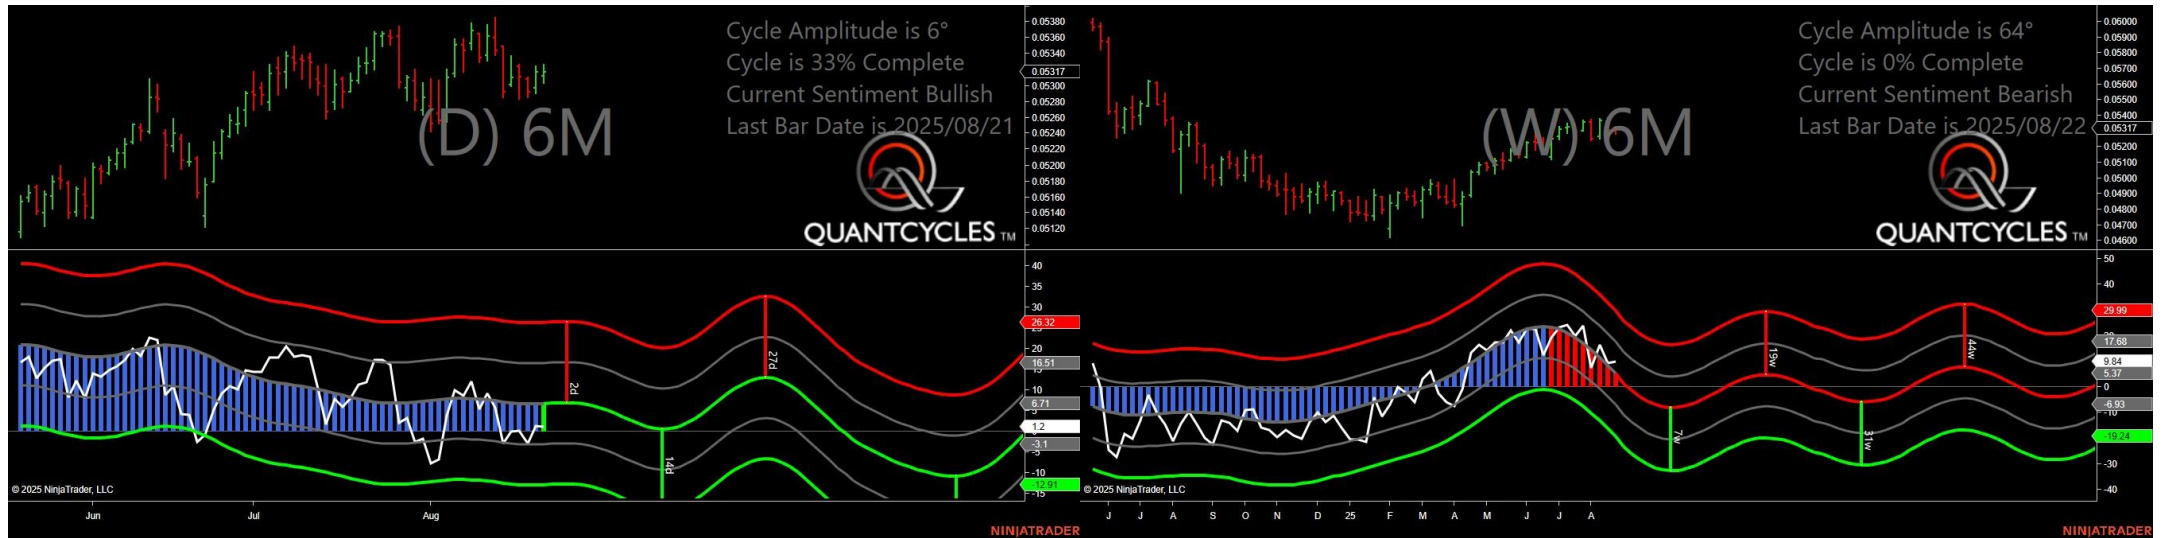 Cycle Amplitude is 6°
Cycle is 33% Complete
Current Sentiment Bullish
Last Bar Date is 2025/08/21
(D) 6M
QUANTCYCLES TM
0.05380
0.05360
0.05340
0.05317
0.05300
0.05280
0.05260
0.05240
0.05220
0.05200
0.05180
0.05160
0.05140
0.05120
40
35
30
26.32
20
16.51
10
6.71
1.2
-3.1
-5
-10
-12.91
-15
2d
14d
27d
© 2025 NinjaTrader, LLC
Jun Jul Aug
NINJATRADER
Cycle Amplitude is 64°
Cycle is 0% Complete
Current Sentiment Bearish
Last Bar Date is 2025/08/22
(W) 6M
QUANTCYCLES TM
0.06000
0.05900
0.05800
0.05700
0.05600
0.05500
0.05400
0.05317
0.05200
0.05100
0.05000
0.04900
0.04800
0.04700
0.04600
50
40
29.99
17.68
9.84
5.37
0
-6.93
-10
-19.24
-30
-40
7w
19w
31w
44w
© 2025 NinjaTrader, LLC
J J A S O N D 25 F M A M J J A
NINJATRADER